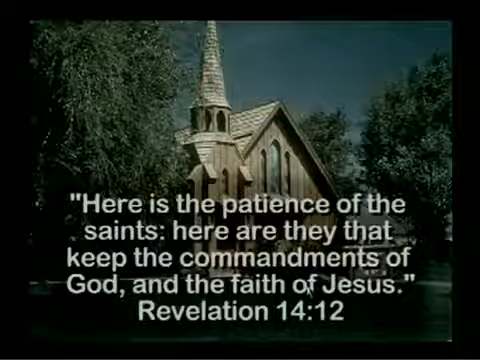 "Here is the patience of the
saints: here are they that
keep the commandments of
God, and the faith of Jesus."
Revelation 14:12